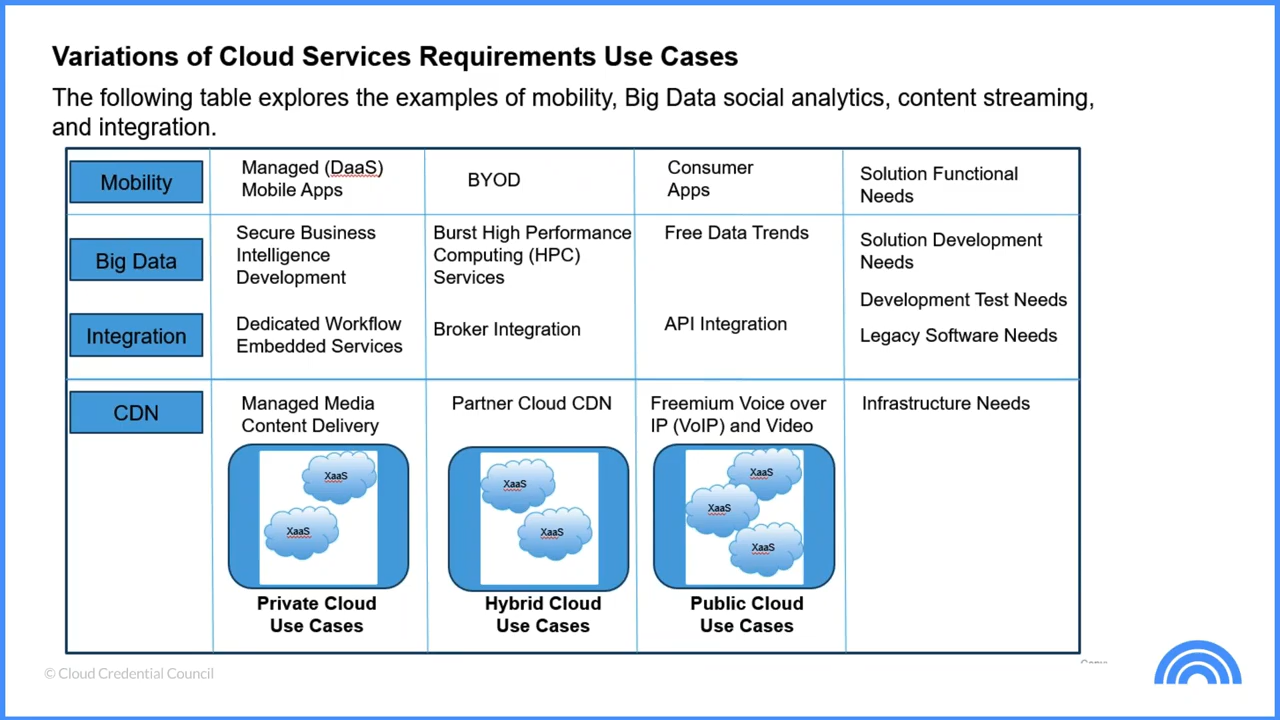 Variations of Cloud Services Requirements Use Cases
The following table explores the examples of mobility, Big Data social analytics, content streaming,
and integration.
Mobility
Managed (DaaS)
Mobile Apps
BYOD
Consumer
Apps
Solution Functional
Needs
Big Data
Secure Business
Intelligence
Development
Burst High Performance
Computing (HPC)
Services
Free Data Trends
Solution Development
Needs
Development Test Needs
Integration
Dedicated Workflow
Embedded Services
Broker Integration
API Integration
Legacy Software Needs
CDN
Managed Media
Content Delivery
Partner Cloud CDN
Freemium Voice over
IP (VoIP) and Video
Infrastructure Needs
XaaS
XaaS
XaaS
XaaS
XaaS
XaaS
XaaS
Private Cloud
Use Cases
Hybrid Cloud
Use Cases
Public Cloud
Use Cases
© Cloud Credential Council